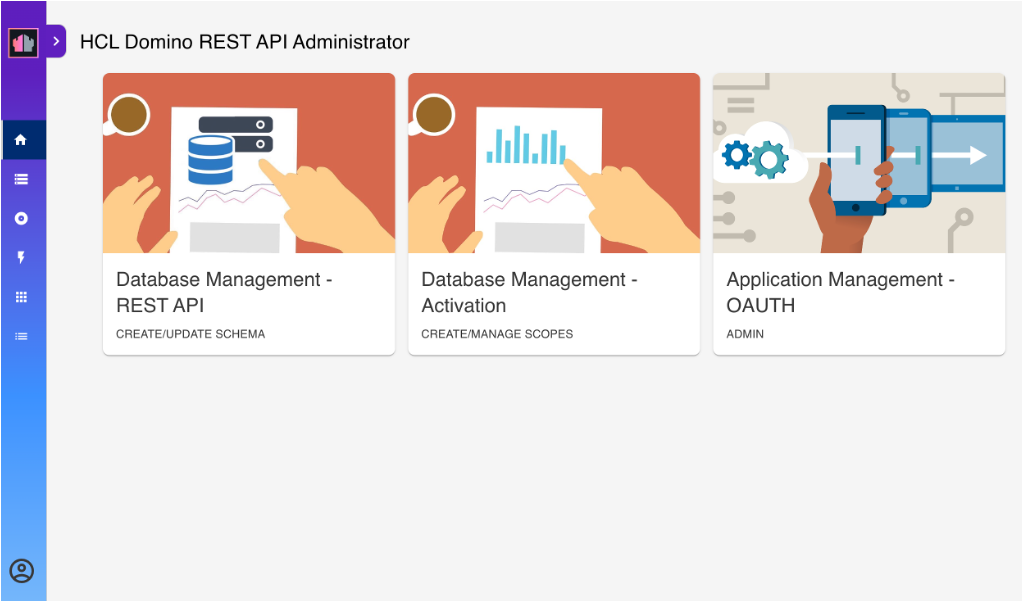 HCL Domino REST API Administrator
Database Management -
REST API
CREATE/UPDATE SCHEMA
Database Management -
Activation
CREATE/MANAGE SCOPES
Application Management -
OAUTH
ADMIN